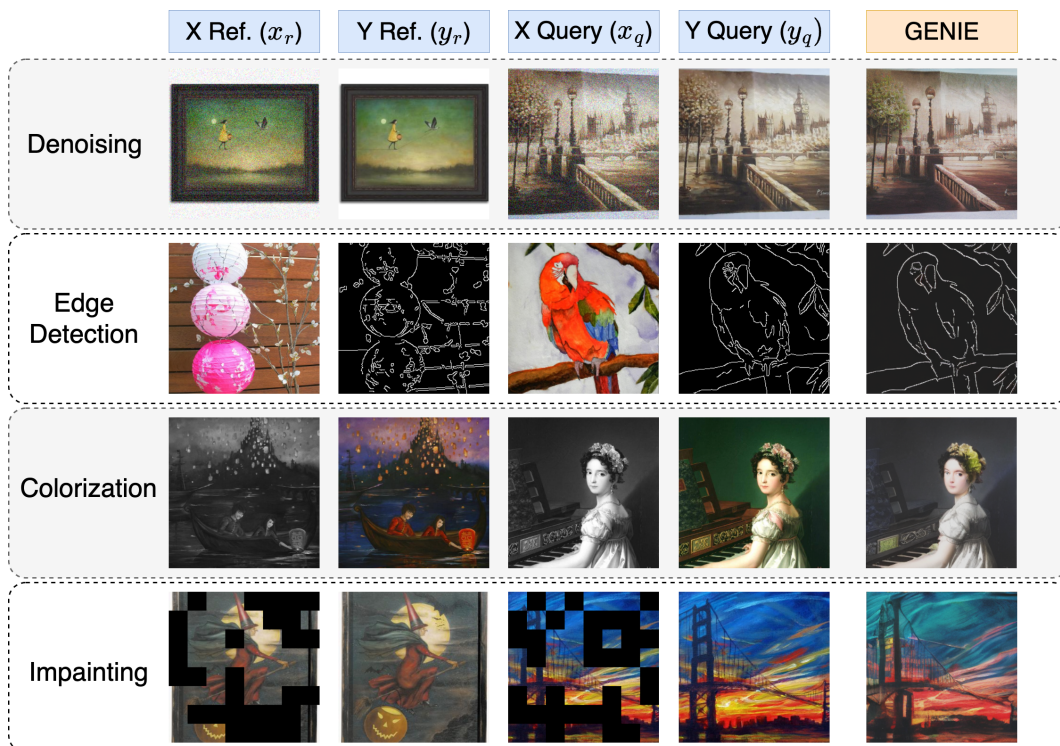 X Ref. (x_r) Y Ref. (y_r) X Query (x_q) Y Query (y_q) GENIE
Denoising
Edge
Detection
Colorization
Impainting